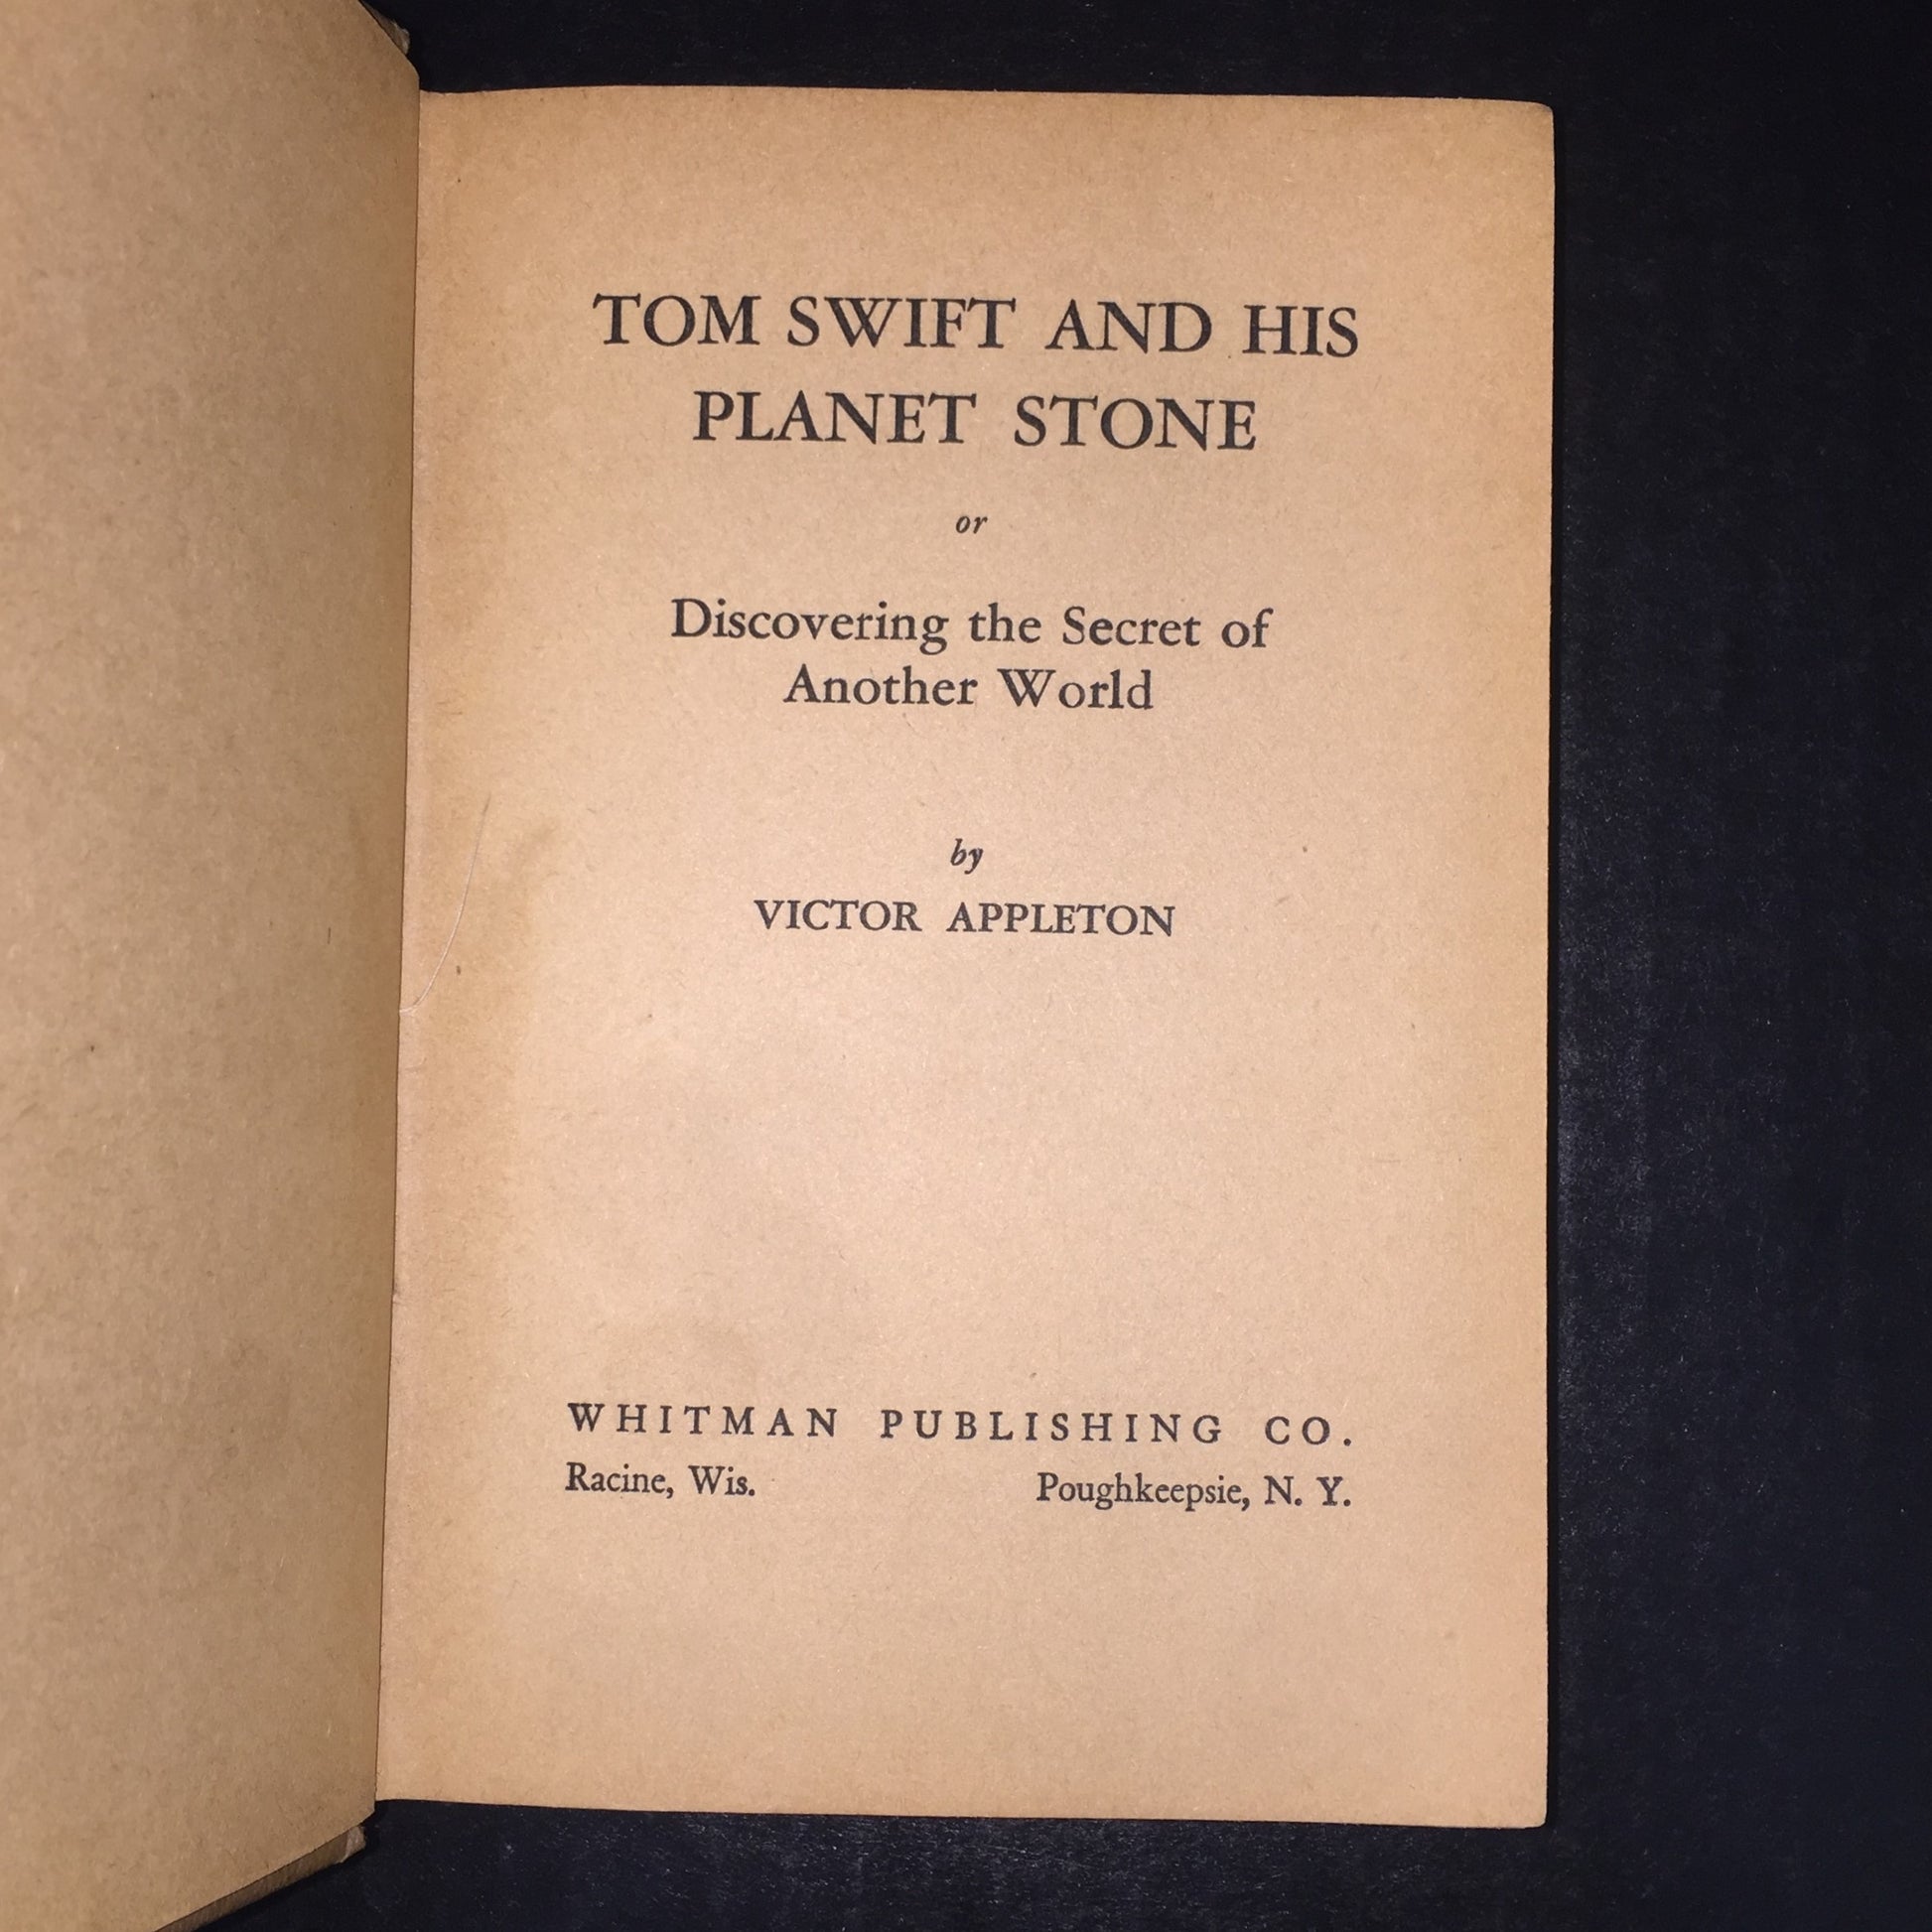 TOM SWIFT AND HIS
PLANET STONE
or
Discovering the Secret of
Another World
by
VICTOR APPLETON
WHITMAN PUBLISHING CO.
Racine, Wis. Poughkeepsie, N. Y.